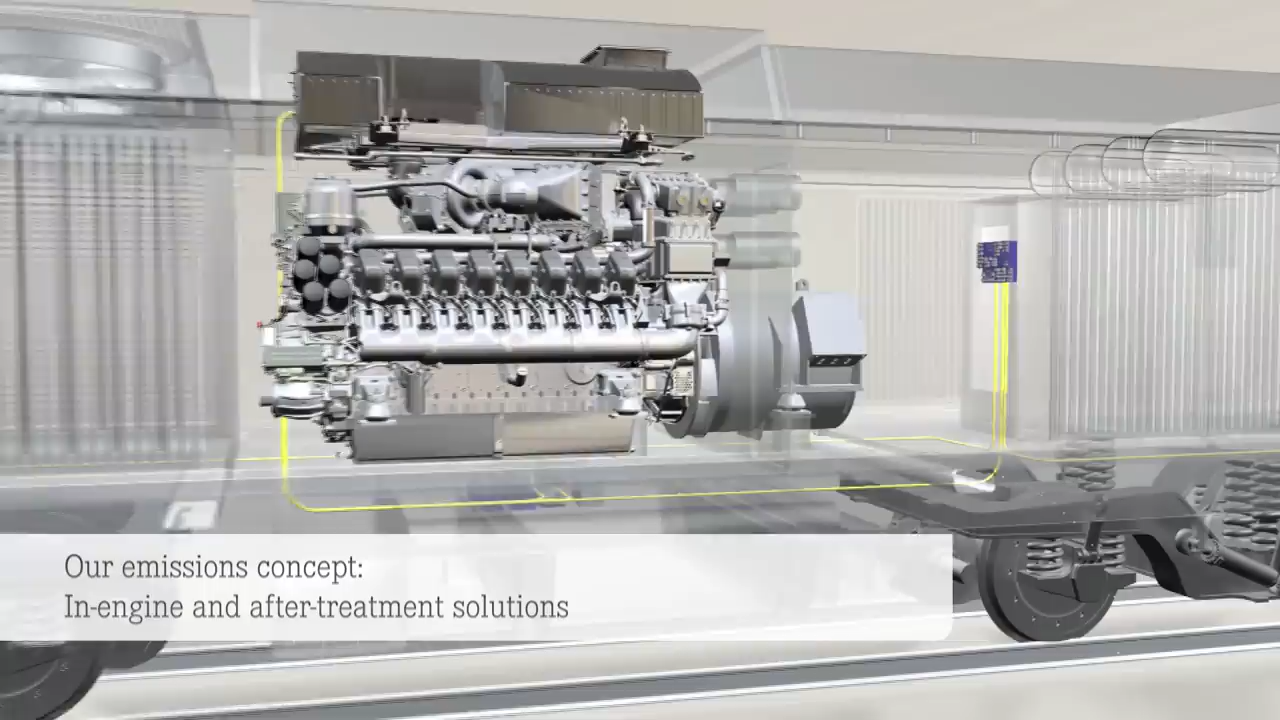 Our emissions concept:
In-engine and after-treatment solutions